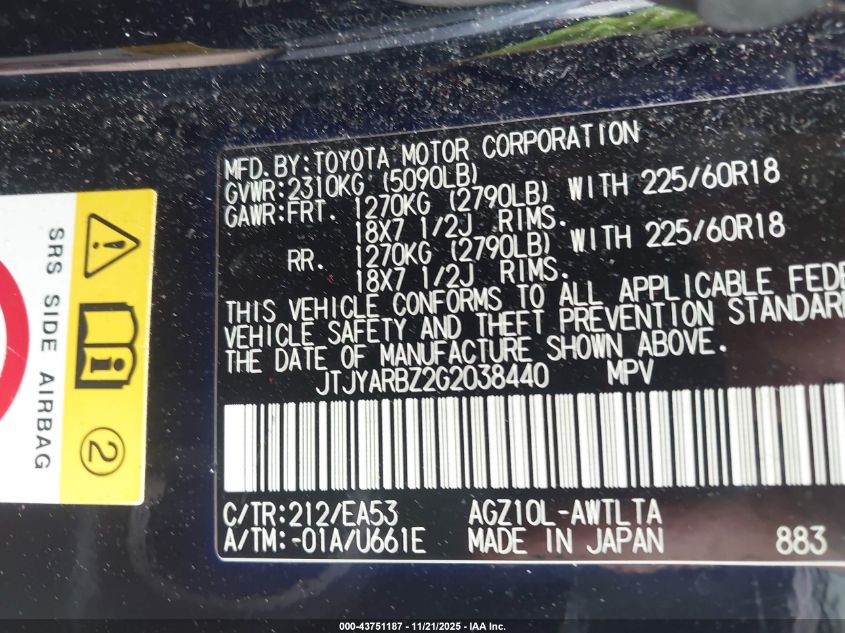 MFD.BY:TOYOTA MOTOR CORPORATION
GVWR:2310KG (5090LB)
GAWR:FRT. 1270KG (2790LB) WITH 225/60R18
18X7 1/2J RIMS.
RR. 1270KG (2790LB) WITH 225/60R18
18X7 1/2J RIMS.
THIS VEHICLE CONFORMS TO ALL APPLICABLE FEDE
VEHICLE SAFETY AND THEFT PREVENTION STANDAR
THE DATE OF MANUFACTURE SHOWN ABOVE.
JTJYARBZ2G2038440 MPV
C/TR:212/EA53 AGZ10L-AWTLTA
A/TM:-01A/U661E MADE IN JAPAN 883
SRS SIDE AIRBAG
2
000-43751187 - 11/21/2025 - IAA Inc.